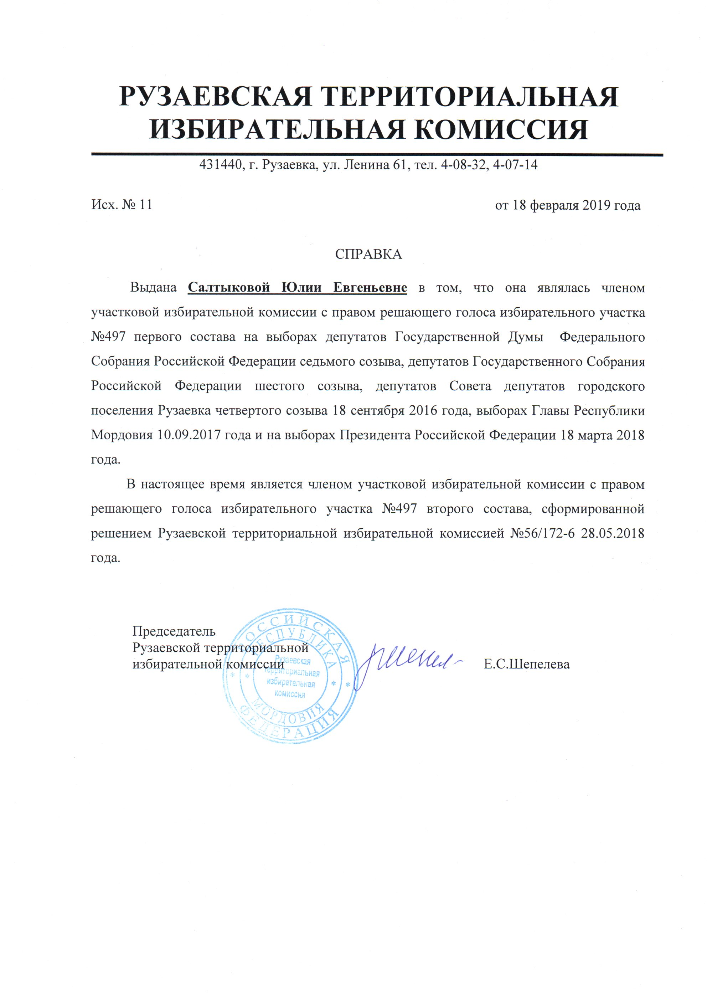 РУЗАЕВСКАЯ ТЕРРИТОРИАЛЬНАЯ
ИЗБИРАТЕЛЬНАЯ КОМИССИЯ
431440, г. Рузаевка, ул. Ленина 61, тел. 4-08-32, 4-07-14
Исх. № 11 от 18 февраля 2019 года
СПРАВКА
Выдана Салтыковой Юлии Евгеньевне в том, что она являлась членом
участковой избирательной комиссии с правом решающего голоса избирательного участка
№497 первого состава на выборах депутатов Государственной Думы Федерального
Собрания Российской Федерации седьмого созыва, депутатов Государственного Собрания
Российской Федерации шестого созыва, депутатов Совета депутатов городского
поселения Рузаевка четвертого созыва 18 сентября 2016 года, выборах Главы Республики
Мордовия 10.09.2017 года и на выборах Президента Российской Федерации 18 марта 2018
года.
В настоящее время является членом участковой избирательной комиссии с правом
решающего голоса избирательного участка №497 второго состава, сформированной
решением Рузаевской территориальной избирательной комиссией №56/172-6 28.05.2018
года.
Председатель
Рузаевской территориальной
избирательной комиссии Е.С.Шепелева
РОССИЙСКАЯ
ФЕДЕРАЦИЯ
РЕСПУБЛИКА
МОРДОВИЯ
Рузаевская
территориальная
избирательная
комиссия